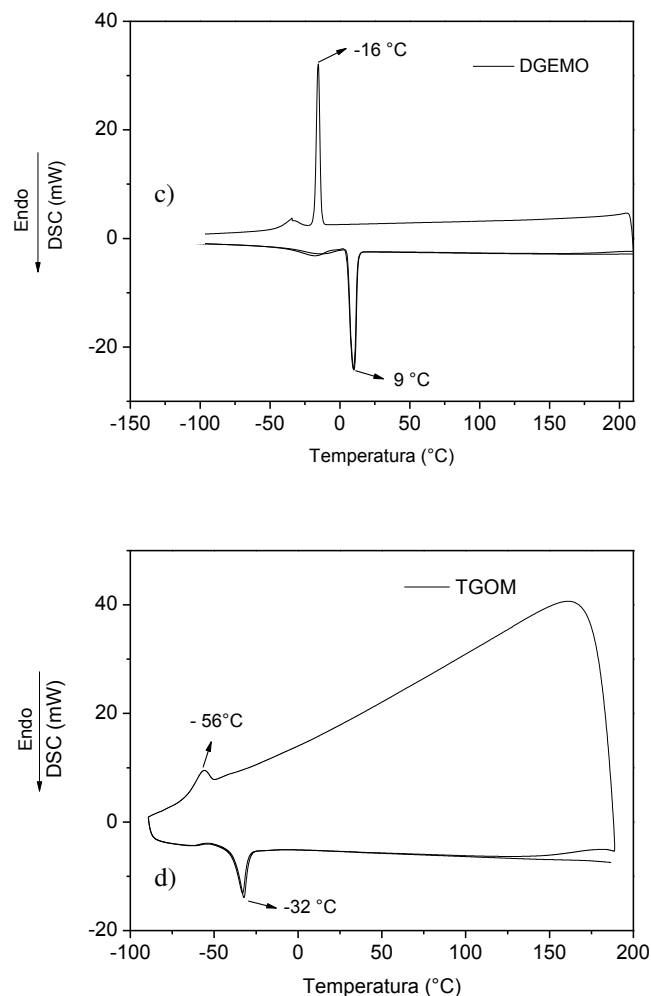 40
-16 °C
DGEMO
20
Endo
DSC (mW)
c)
0
-20
9 °C
-150 -100 -50 0 50 100 150 200
Temperatura (°C)
40
TGOM
20
Endo
DSC (mW)
- 56°C
0
d)
-32 °C
-20
-100 -50 0 50 100 150 200
Temperatura (°C)